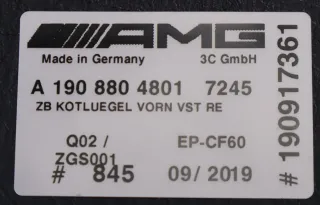 AMG
Made in Germany 3C GmbH
A 190 880 4801 7245
ZB KOTLUEGEL VORN VST RE
Q02 / EP-CF60
ZGS001
# 845 09/2019
# 190917361